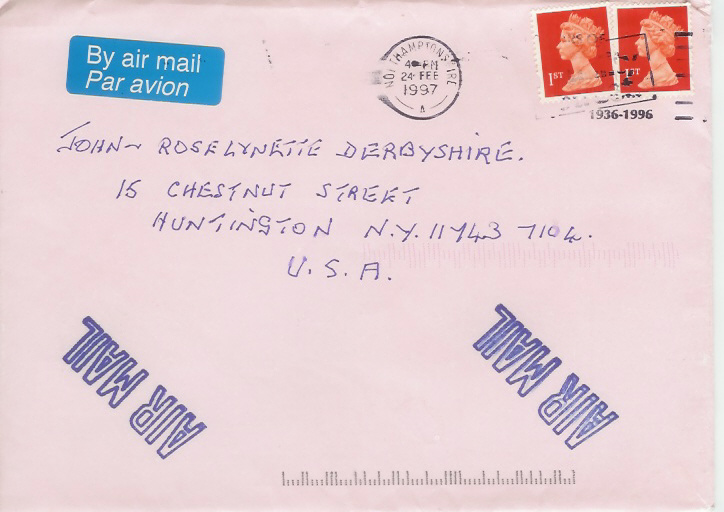 By air mail
Par avion
NORTHAMPTONSHIRE
4 PM
24 FEB
1997
A
1ST
1ST
1936-1996
JOHN ~ ROSELYNETTE DERBYSHIRE.
15 CHESTNUT STREET
HUNTINGTON N.Y. 11743 7104.
U.S.A.
AIR MAIL
AIR MAIL